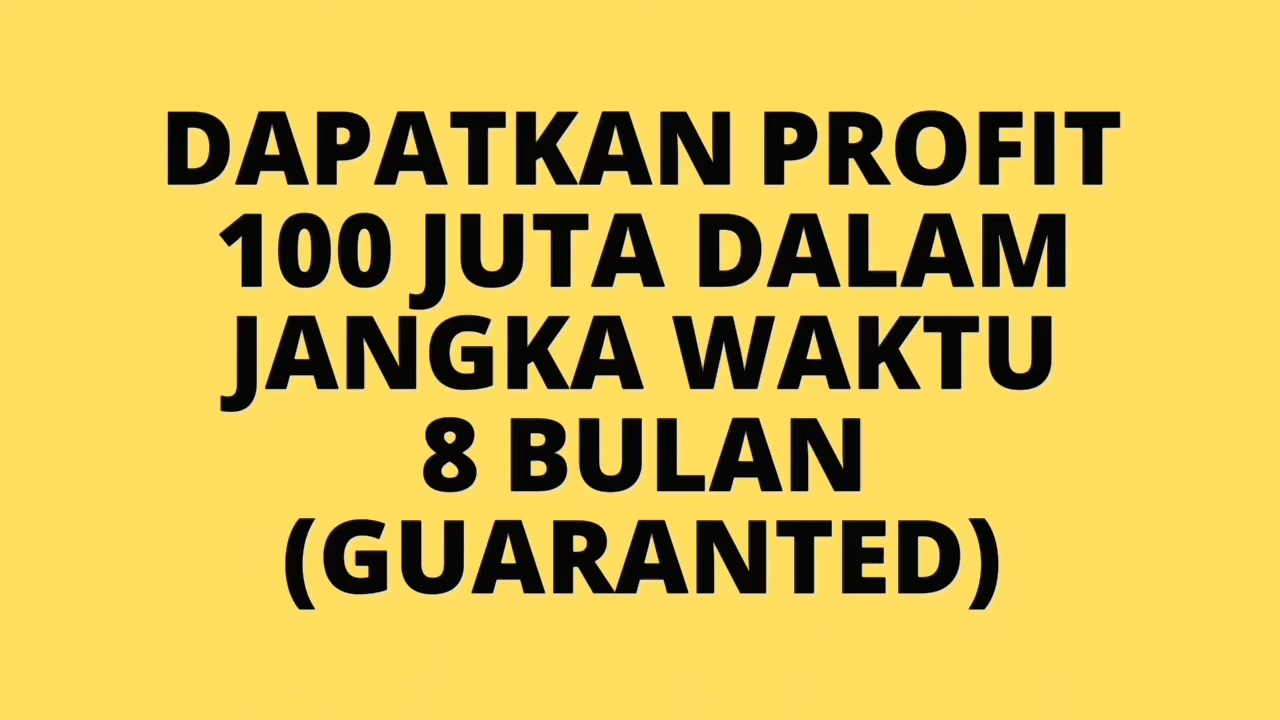 DAPATKAN PROFIT
100 JUTA DALAM
JANGKA WAKTU
8 BULAN
(GUARANTED)